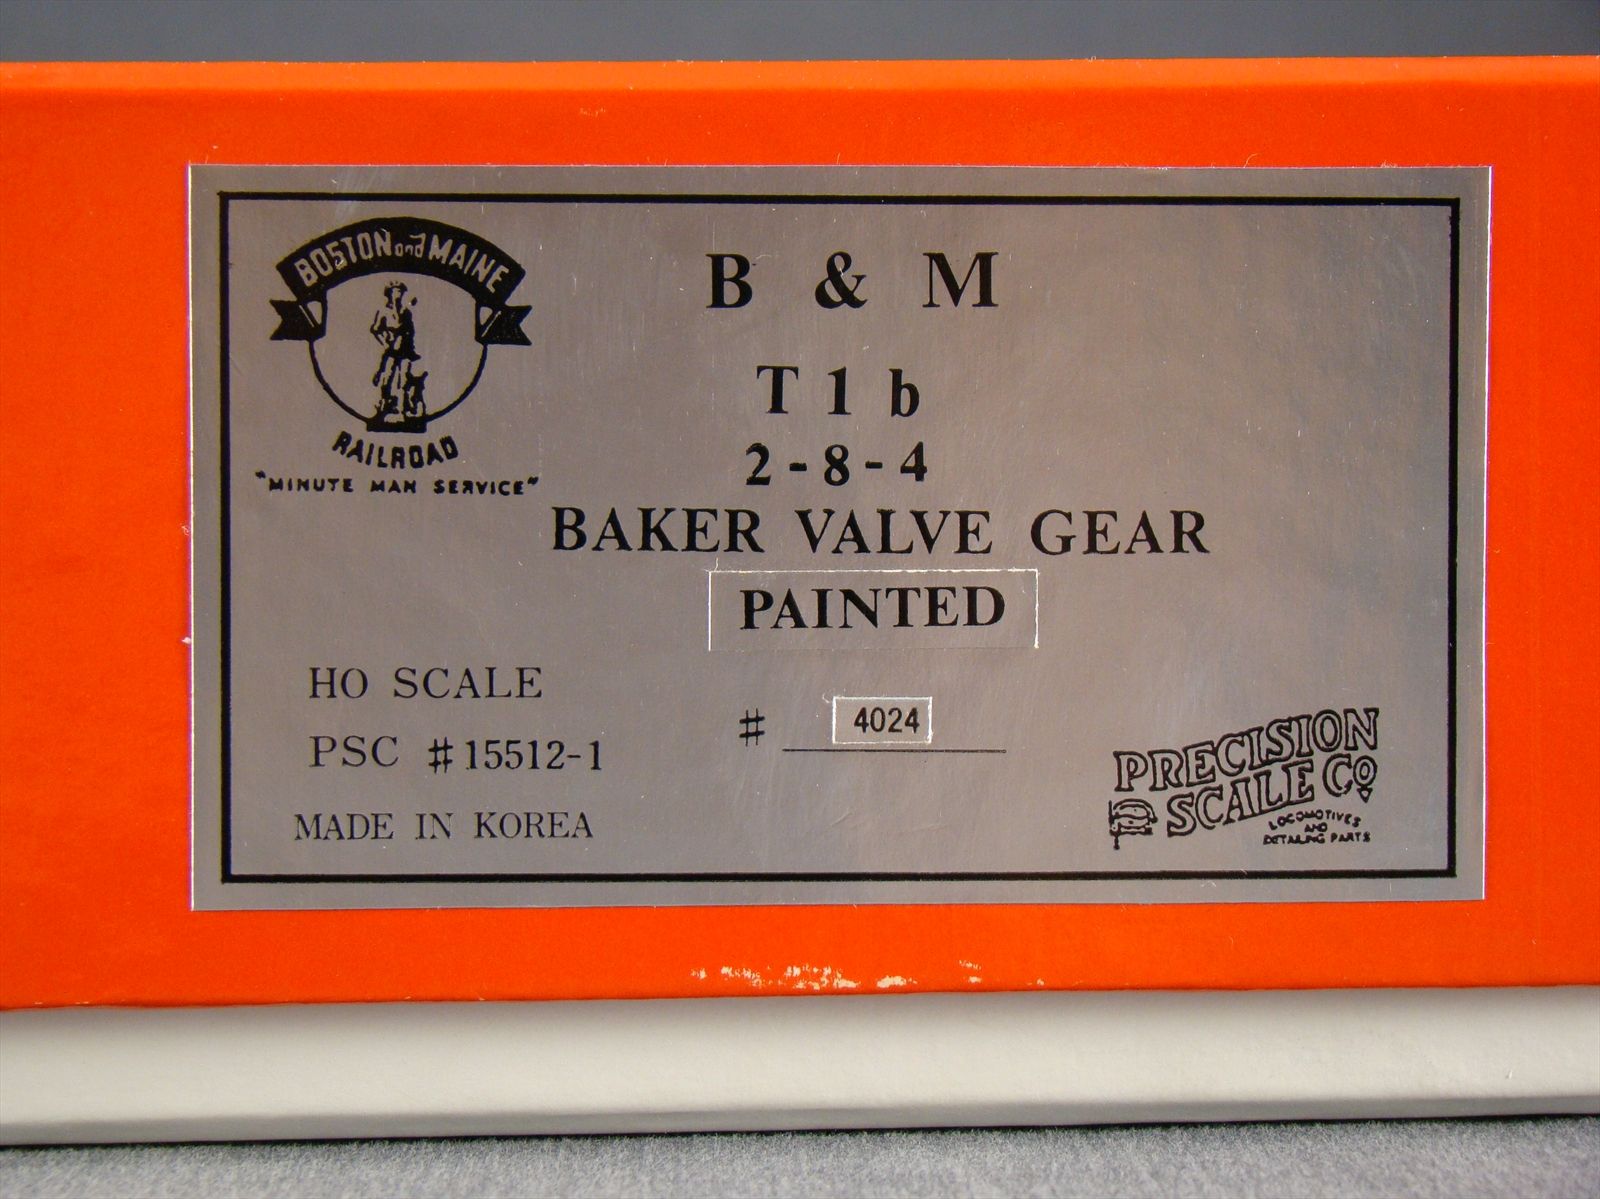 BOSTON and MAINE
RAILROAD
"MINUTE MAN SERVICE"
B & M
T1b
2-8-4
BAKER VALVE GEAR
PAINTED
HO SCALE
PSC #15512-1
MADE IN KOREA
# 4024
PRECISION
SCALE CO
LOCOMOTIVES
AND
DETAILING PARTS